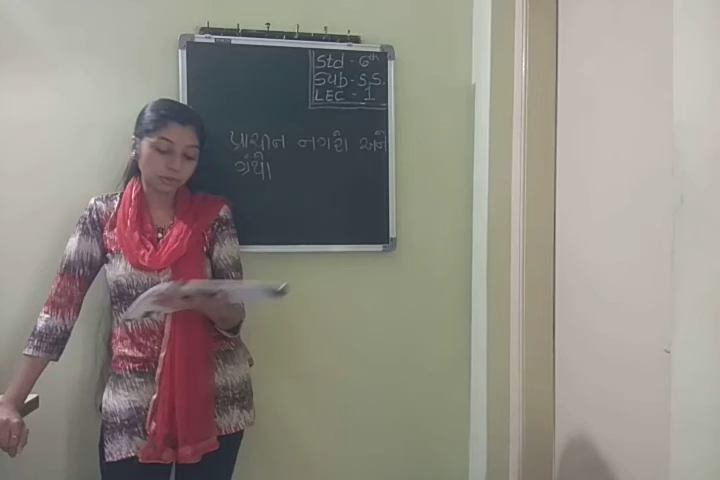 Std - 6th
Sub - S.S.
LEC - 1
પ્રાચીન નગરો અને
ગ્રંથો